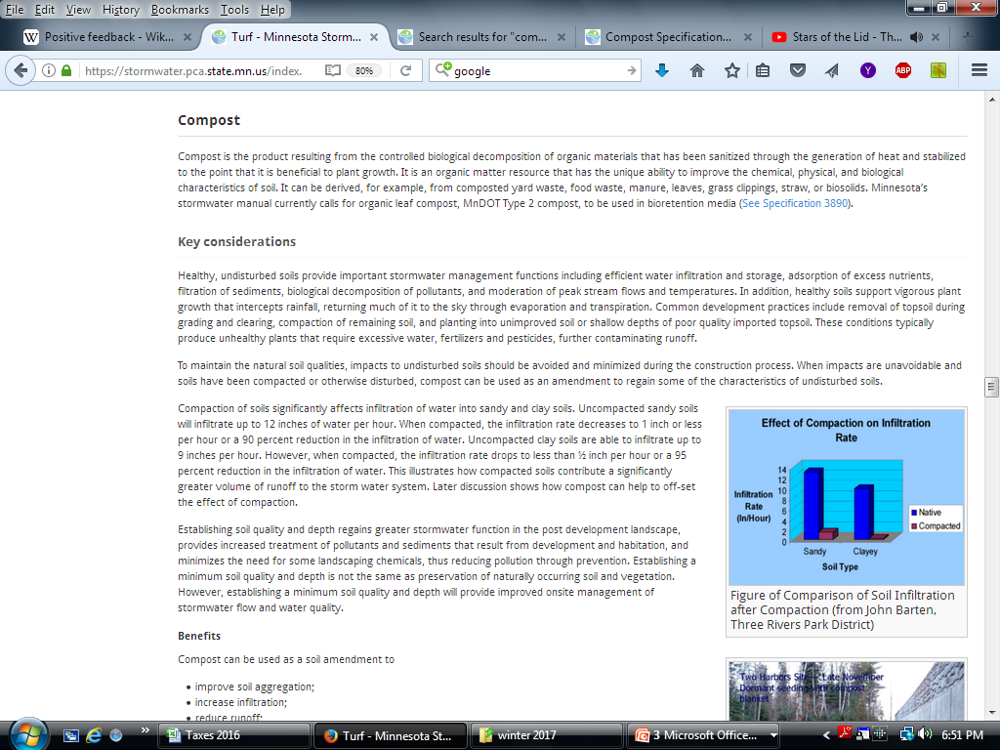 File Edit View History Bookmarks Tools Help
Positive feedback - Wik...
Turf - Minnesota Storm...
Search results for "com...
Compost Specification...
Stars of the Lid - Th...
https://stormwater.pca.state.mn.us/index.
80%
google
Y
ABP
Compost
Compost is the product resulting from the controlled biological decomposition of organic materials that has been sanitized through the generation of heat and stabilized
to the point that it is beneficial to plant growth. It is an organic matter resource that has the unique ability to improve the chemical, physical, and biological
characteristics of soil. It can be derived, for example, from composted yard waste, food waste, manure, leaves, grass clippings, straw, or biosolids. Minnesota's
stormwater manual currently calls for organic leaf compost, MnDOT Type 2 compost, to be used in bioretention media (See Specification 3890).
Key considerations
Healthy, undisturbed soils provide important stormwater management functions including efficient water infiltration and storage, adsorption of excess nutrients,
filtration of sediments, biological decomposition of pollutants, and moderation of peak stream flows and temperatures. In addition, healthy soils support vigorous plant
growth that intercepts rainfall, returning much of it to the sky through evaporation and transpiration. Common development practices include removal of topsoil during
grading and clearing, compaction of remaining soil, and planting into unimproved soil or shallow depths of poor quality imported topsoil. These conditions typically
produce unhealthy plants that require excessive water, fertilizers and pesticides, further contaminating runoff.
To maintain the natural soil qualities, impacts to undisturbed soils should be avoided and minimized during the construction process. When impacts are unavoidable and
soils have been compacted or otherwise disturbed, compost can be used as an amendment to regain some of the characteristics of undisturbed soils.
Compaction of soils significantly affects infiltration of water into sandy and clay soils. Uncompacted sandy soils
will infiltrate up to 12 inches of water per hour. When compacted, the infiltration rate decreases to 1 inch or less
per hour or a 90 percent reduction in the infiltration of water. Uncompacted clay soils are able to infiltrate up to
9 inches per hour. However, when compacted, the infiltration rate drops to less than ½ inch per hour or a 95
percent reduction in the infiltration of water. This illustrates how compacted soils contribute a significantly
greater volume of runoff to the storm water system. Later discussion shows how compost can help to off-set
the effect of compaction.
Establishing soil quality and depth regains greater stormwater function in the post development landscape,
provides increased treatment of pollutants and sediments that result from development and habitation, and
minimizes the need for some landscaping chemicals, thus reducing pollution through prevention. Establishing a
minimum soil quality and depth is not the same as preservation of naturally occurring soil and vegetation.
However, establishing a minimum soil quality and depth will provide improved onsite management of
stormwater flow and water quality.
Benefits
Compost can be used as a soil amendment to
• improve soil aggregation;
• increase infiltration;
• reduce runoff;
Effect of Compaction on Infiltration
Rate
Infiltration
Rate
(In/Hour)
14
12
10
8
6
4
2
0
Sandy Clayey
Soil Type
Native
Compacted
Figure of Comparison of Soil Infiltration
after Compaction (from John Barten,
Three Rivers Park District)
Two Harbors Site - Late November
Dormant seeding with compost
blanket
Taxes 2016
Turf - Minnesota St...
winter 2017
3 Microsoft Office...
6:51 PM